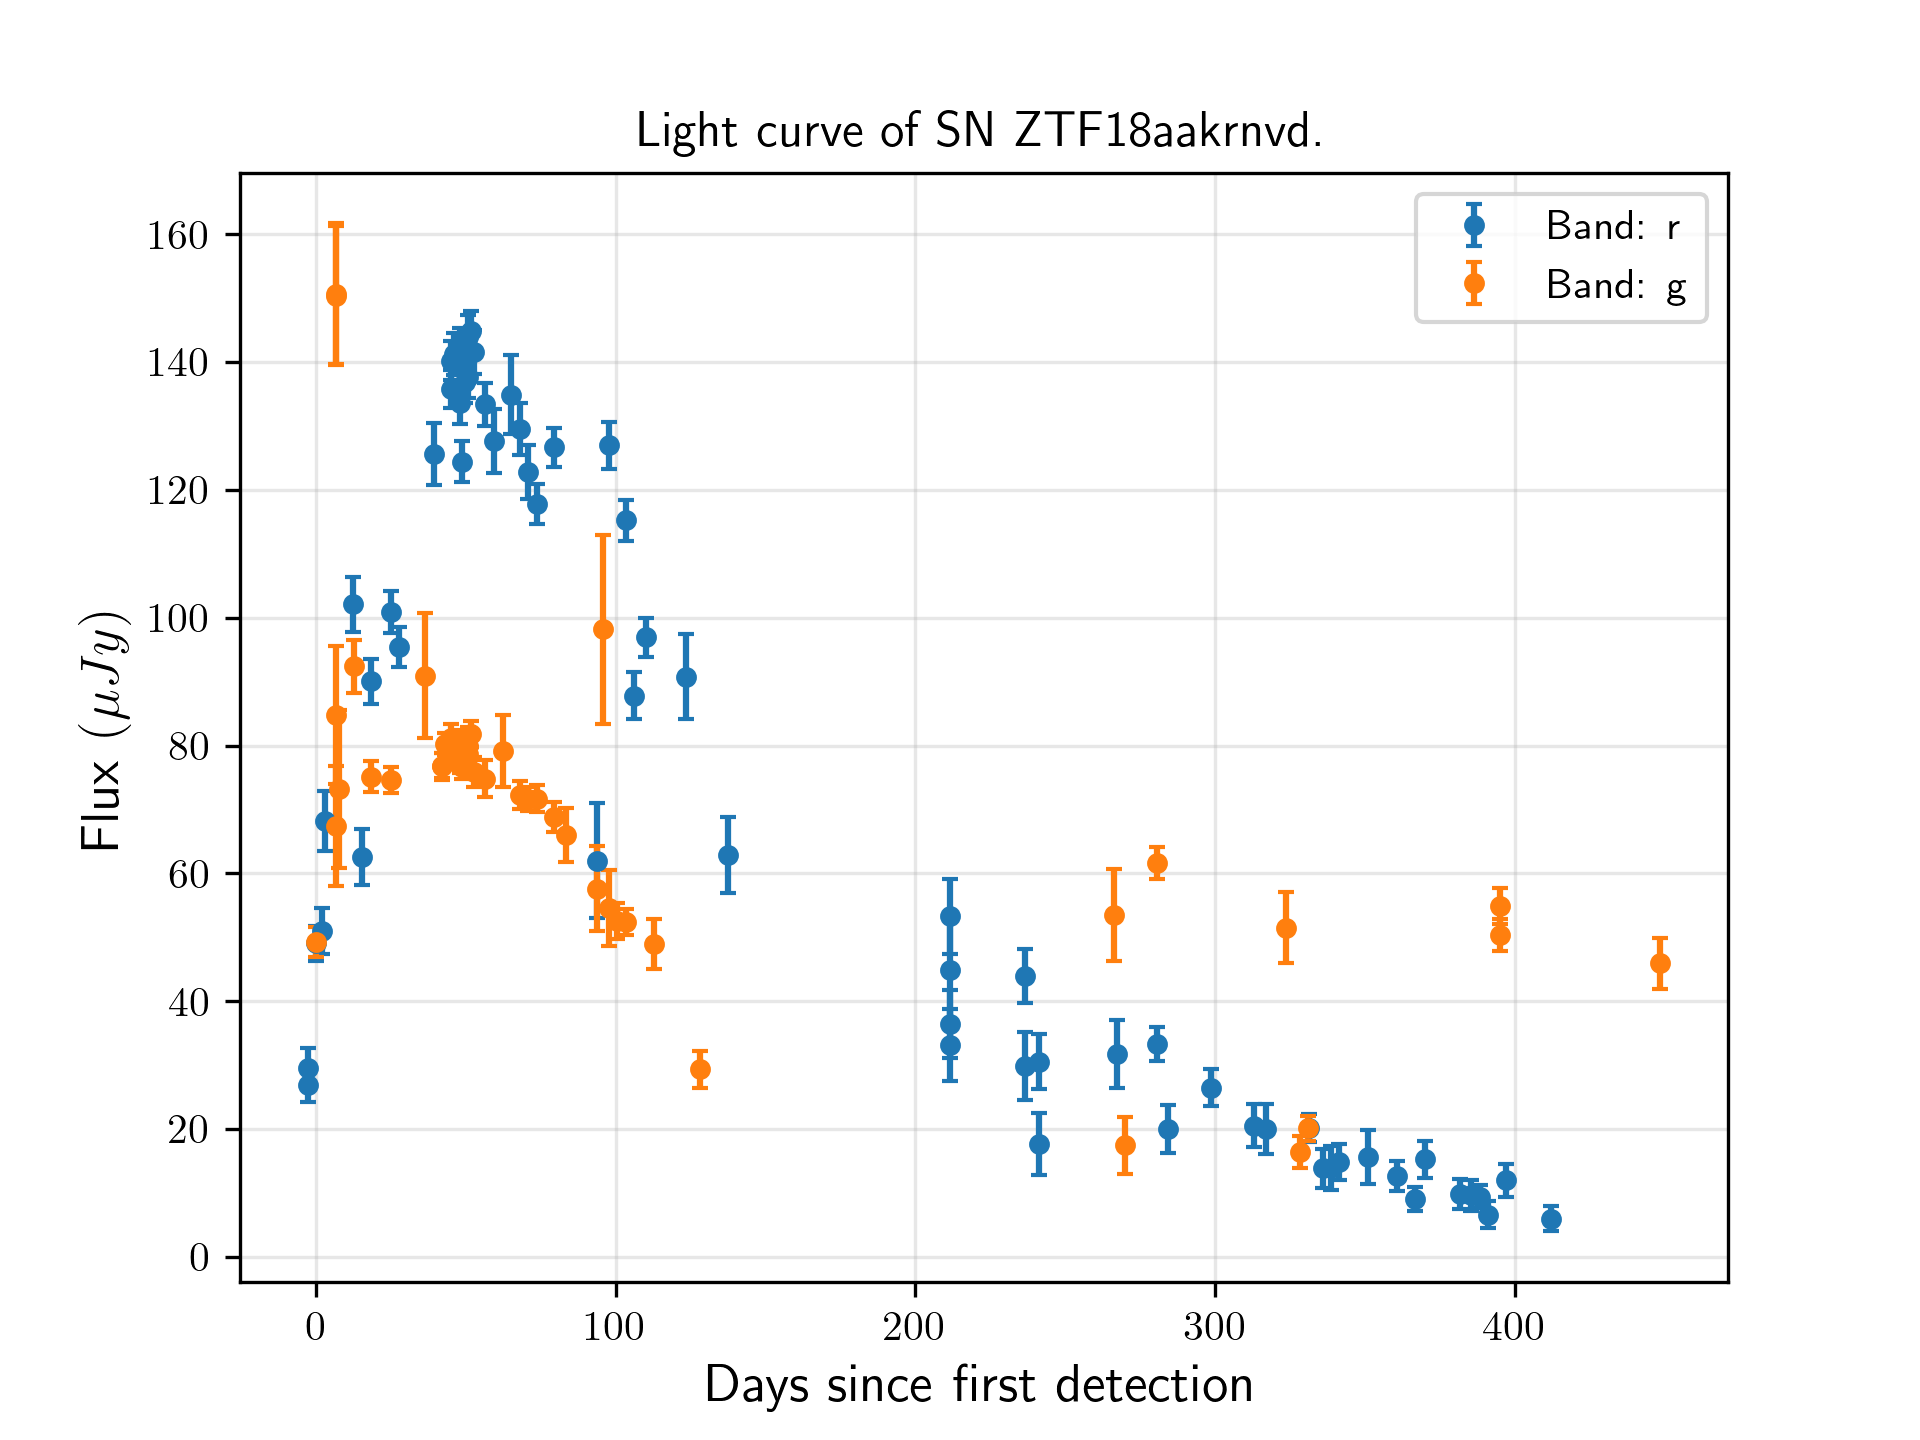 Light curve of SN ZTF18aakrnvd.
Band: r
Band: g
Flux (μJy)
160
140
120
100
80
60
40
20
0
0 100 200 300 400
Days since first detection